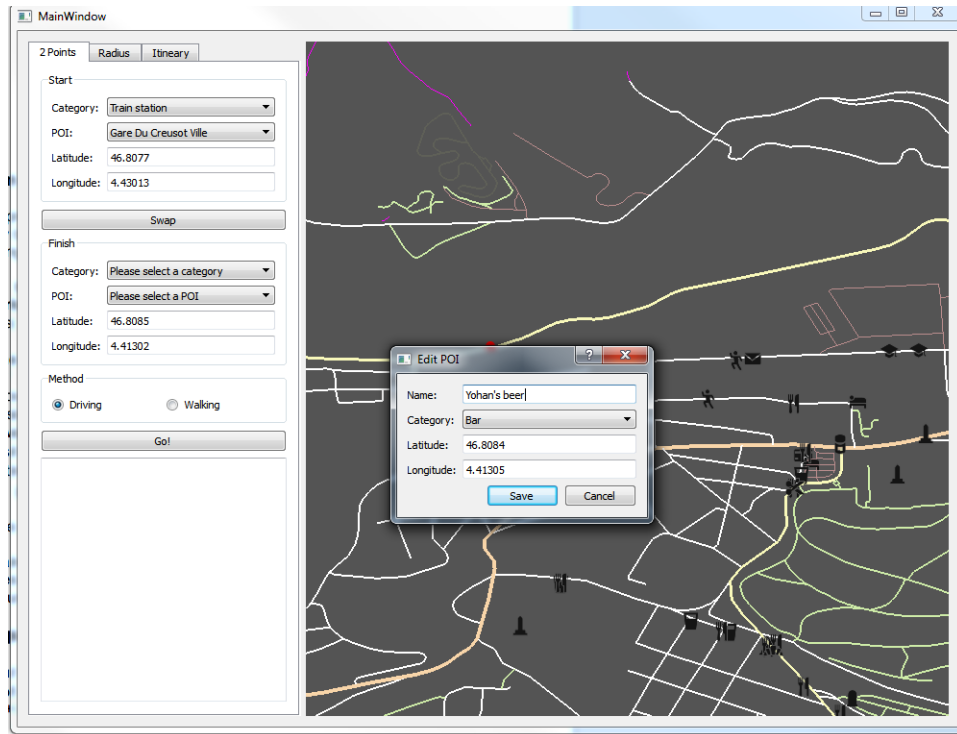 MainWindow
2 Points Radius Itineary
Start
Category: Train station
POI: Gare Du Creusot Ville
Latitude: 46.8077
Longitude: 4.43013
Swap
Finish
Category: Please select a category
POI: Please select a POI
Latitude: 46.8085
Longitude: 4.41302
Method
Driving Walking
Go!
Edit POI
Name: Yohan's beer
Category: Bar
Latitude: 46.8084
Longitude: 4.41305
Save Cancel